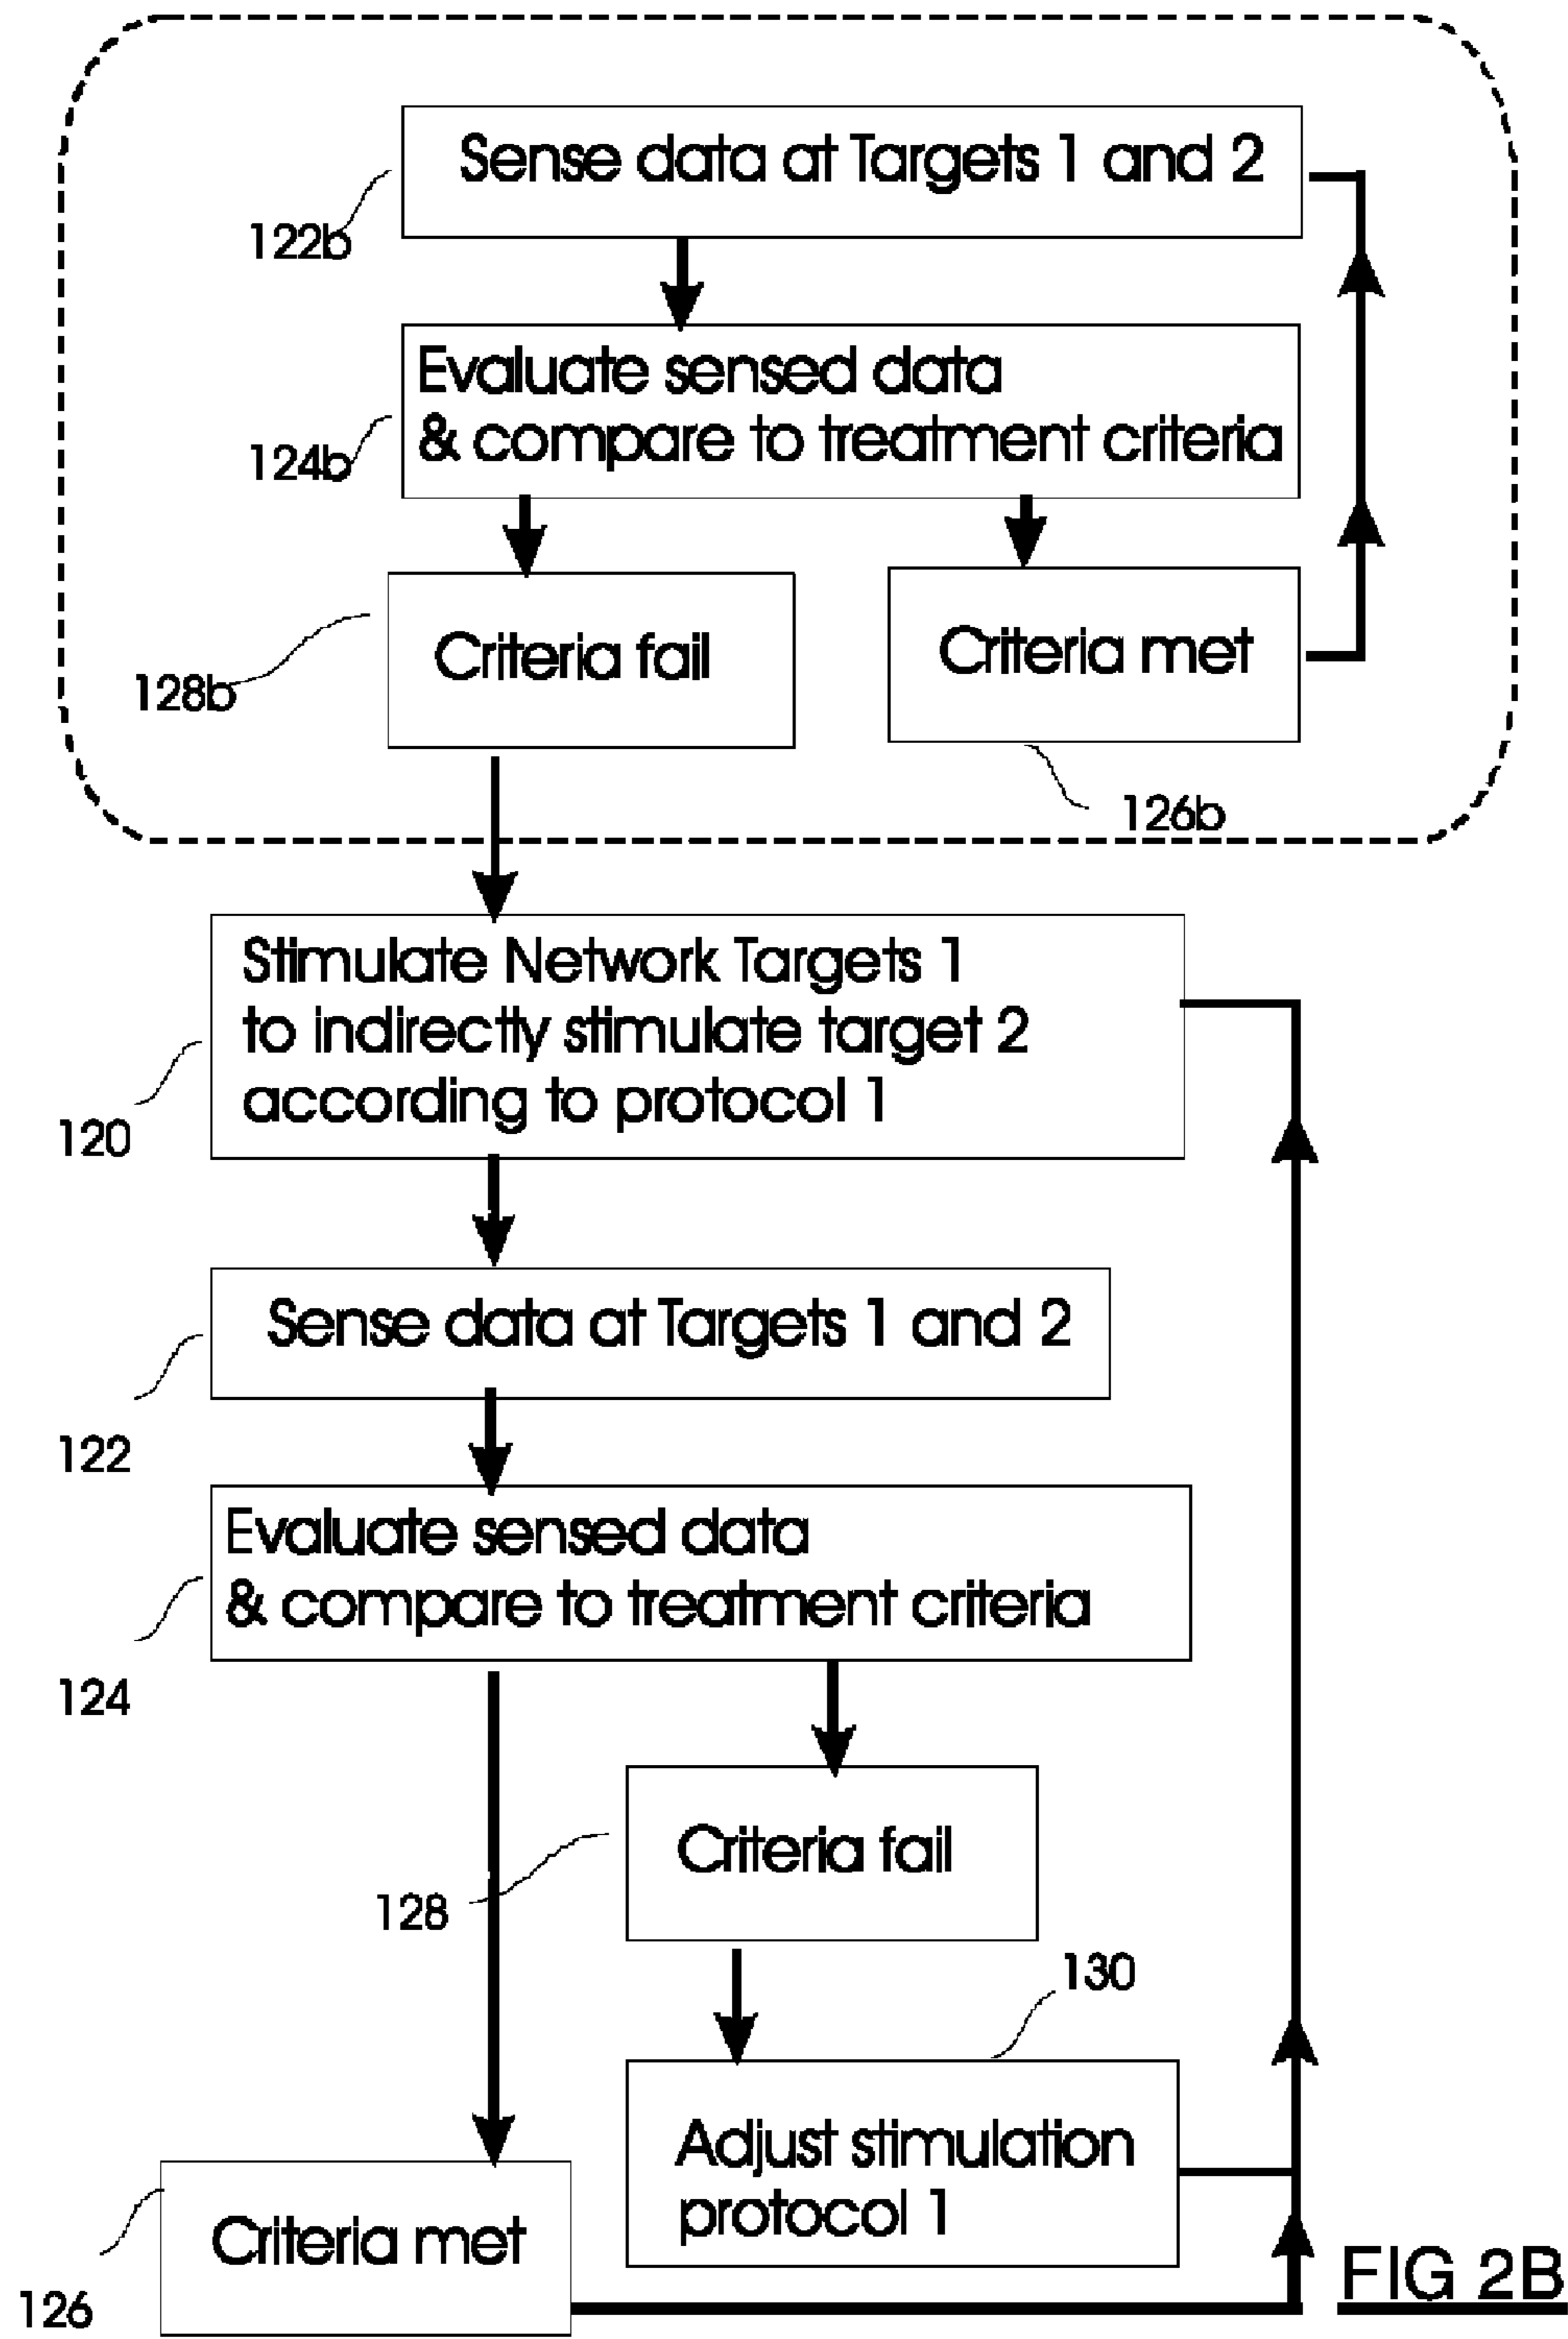 Sense data at Targets 1 and 2
122b
Evaluate sensed data
& compare to treatment criteria
124b
Criteria fail
Criteria met
128b
126b
Stimulate Network Targets 1
to indirectly stimulate target 2
according to protocol 1
120
Sense data at Targets 1 and 2
122
Evaluate sensed data
& compare to treatment criteria
124
Criteria fail
128
130
Adjust stimulation
protocol 1
Criteria met
126
FIG 2B